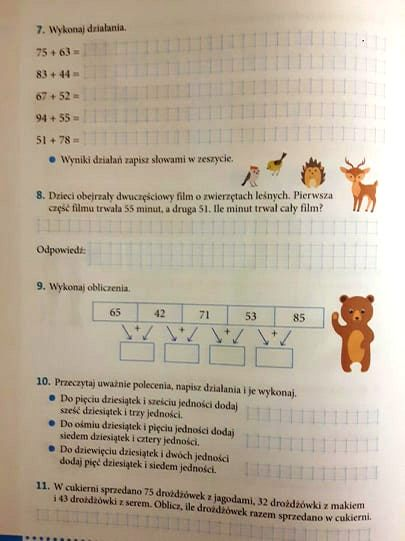 7. Wykonaj działania.
75 + 63 =
83 + 44 =
67 + 52 =
94 + 55 =
51 + 78 =
• Wyniki działań zapisz słowami w zeszycie.
8. Dzieci obejrzały dwuczęściowy film o zwierzętach leśnych. Pierwsza
część filmu trwała 55 minut, a druga 51. Ile minut trwał cały film?
Odpowiedź:
9. Wykonaj obliczenia.
65 42 71 53 85
+ + + +
10. Przeczytaj uważnie polecenia, napisz działania i je wykonaj.
• Do pięciu dziesiątek i sześciu jedności dodaj
sześć dziesiątek i trzy jedności.
• Do ośmiu dziesiątek i pięciu jedności dodaj
siedem dziesiątek i cztery jedności.
• Do dziewięciu dziesiątek i dwóch jedności
dodaj pięć dziesiątek i siedem jedności.
11. W cukierni sprzedano 75 drożdżówek z jagodami, 32 drożdżówki z makiem
i 43 drożdżówki z serem. Oblicz, ile drożdżówek razem sprzedano w cukierni.